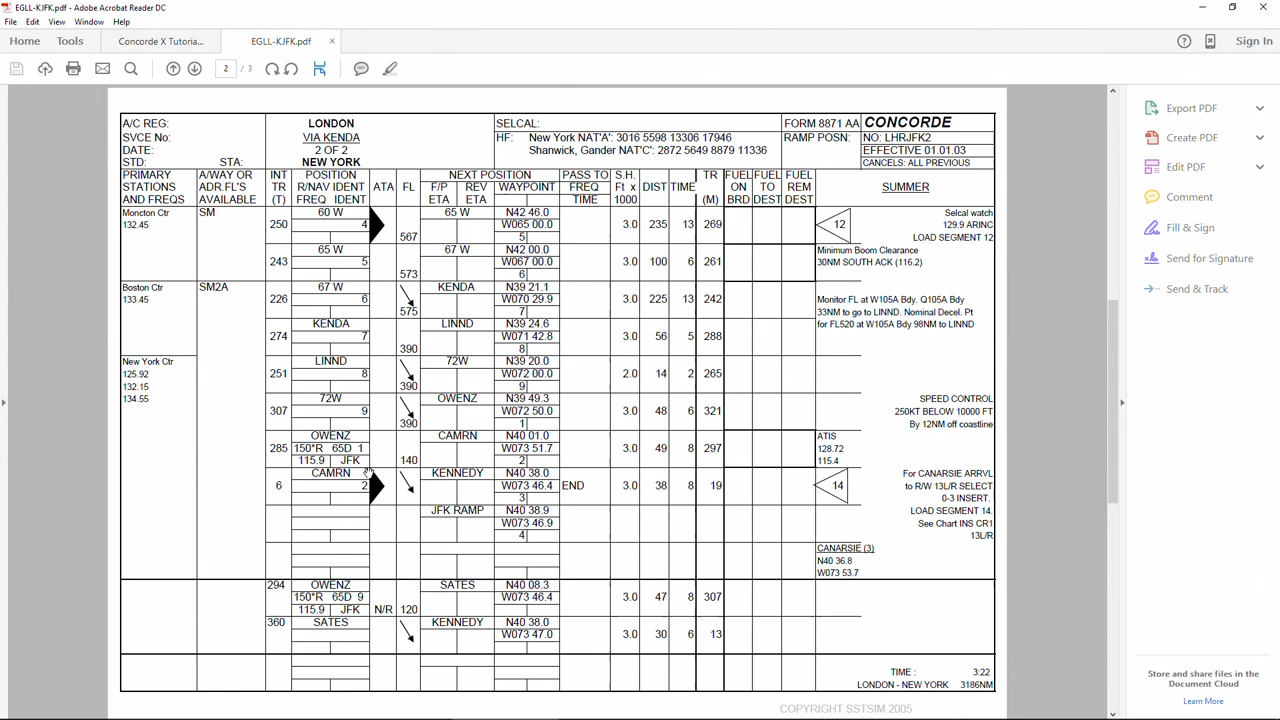 EGLL-KJFK.pdf - Adobe Acrobat Reader DC
File Edit View Window Help
Home Tools Concorde X Tutoria... EGLL-KJFK.pdf × Sign In
2 / 3
A/C REG: LONDON SELCAL: FORM 8871 AA CONCORDE
SVCE No: VIA KENDA HF: New York NAT'A': 3016 5598 13306 17946 RAMP POSN: NO: LHRJFK2
DATE: 2 OF 2 Shanwick, Gander NAT'C': 2872 5649 8879 11336 EFFECTIVE 01.01.03
STD: STA: NEW YORK CANCELS: ALL PREVIOUS
PRIMARY A/WAY OR INT POSITION NEXT POSITION PASS TO S.H. TR FUEL FUEL FUEL
STATIONS ADR.FL'S TR R/NAV IDENT ATA FL F/P REV WAYPOINT FREQ Ft x DIST TIME ON TO REM SUMMER
AND FREQS AVAILABLE (T) FREQ IDENT ETA ETA TIME 1000 (M) BRD DEST DEST
Moncton Ctr SM 60 W 65 W N42 46.0 Selcal watch
132.45 250 4 W065 00.0 3.0 235 13 269 12 129.9 ARINC
567 5 LOAD SEGMENT 12
65 W 67 W N42 00.0 Minimum Boom Clearance
243 5 W067 00.0 3.0 100 6 261 30NM SOUTH ACK (116.2)
573 6
Boston Ctr SM2A 67 W KENDA N39 21.1
133.45 226 6 W070 29.9 3.0 225 13 242 Monitor FL at W105A Bdy. Q105A Bdy
575 7 33NM to go to LINND. Nominal Decel. Pt
KENDA LINND N39 24.6 for FL520 at W105A Bdy 98NM to LINND
274 7 W071 42.8 3.0 56 5 288
390 8
New York Ctr LINND 72W N39 20.0
125.92 251 8 W072 00.0 2.0 14 2 265
132.15 390 9
134.55 72W OWENZ N39 49.3 SPEED CONTROL
307 9 W072 50.0 3.0 48 6 321 250KT BELOW 10000 FT
390 1 By 12NM off coastline
OWENZ CAMRN N40 01.0 ATIS
285 150°R 65D 1 W073 51.7 3.0 49 8 297 128.72
115.9 JFK 140 2 115.4
CAMRN KENNEDY N40 38.0 For CANARSIE ARRVL
6 2 W073 46.4 END 3.0 38 8 19 14 to R/W 13L/R SELECT
3 0-3 INSERT.
JFK RAMP N40 38.9 LOAD SEGMENT 14.
W073 46.9 See Chart INS CR1
4 13L/R
CANARSIE (3)
N40 36.8
W073 53.7
294 OWENZ SATES N40 08.3
150°R 65D 9 W073 46.4 3.0 47 8 307
115.9 JFK N/R 120
360 SATES KENNEDY N40 38.0
W073 47.0 3.0 30 6 13
TIME : 3:22
LONDON - NEW YORK 3186NM
COPYRIGHT SSTSIM 2005
Export PDF
Create PDF
Edit PDF
Comment
Fill & Sign
Send for Signature
Send & Track
Store and share files in the
Document Cloud
Learn More